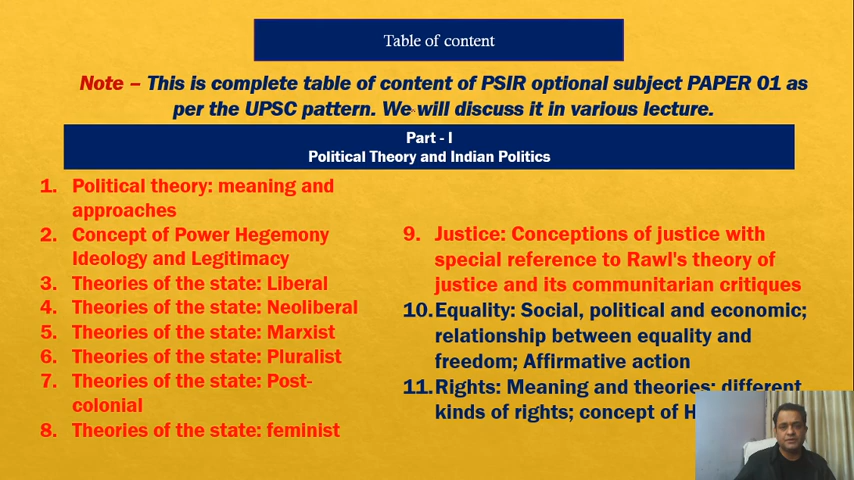 Table of content
Note – This is complete table of content of PSIR optional subject PAPER 01 as
per the UPSC pattern. We will discuss it in various lecture.
Part - I
Political Theory and Indian Politics
1. Political theory: meaning and
approaches
2. Concept of Power Hegemony
Ideology and Legitimacy
3. Theories of the state: Liberal
4. Theories of the state: Neoliberal
5. Theories of the state: Marxist
6. Theories of the state: Pluralist
7. Theories of the state: Post-
colonial
8. Theories of the state: feminist
9. Justice: Conceptions of justice with
special reference to Rawl's theory of
justice and its communitarian critiques
10. Equality: Social, political and economic;
relationship between equality and
freedom; Affirmative action
11. Rights: Meaning and theories; different
kinds of rights; concept of H